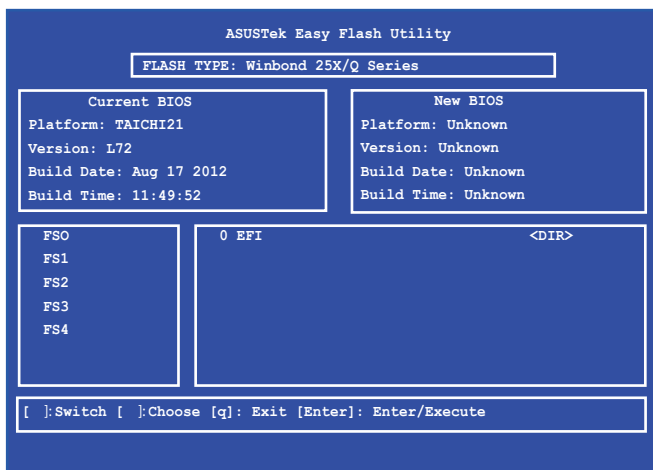 ASUSTek Easy Flash Utility
FLASH TYPE: Winbond 25X/Q Series
Current BIOS
Platform: TAICHI21
Version: L72
Build Date: Aug 17 2012
Build Time: 11:49:52
New BIOS
Platform: Unknown
Version: Unknown
Build Date: Unknown
Build Time: Unknown
FSO
FS1
FS2
FS3
FS4
0 EFI <DIR>
[ ]:Switch [ ]:Choose [q]: Exit [Enter]: Enter/Execute